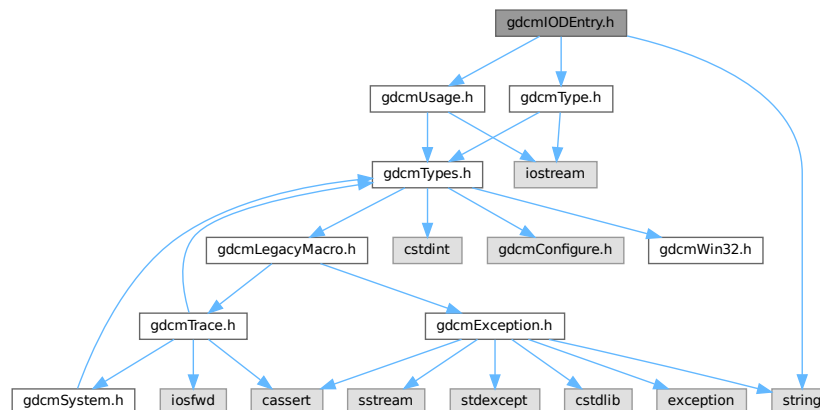 gdcmIODEntry.h
gdcmUsage.h
gdcmType.h
gdcmTypes.h
iostream
gdcmLegacyMacro.h
cstdint
gdcmConfigure.h
gdcmWin32.h
gdcmTrace.h
gdcmException.h
gdcmSystem.h
iosfwd
cassert
sstream
stdexcept
cstdlib
exception
string